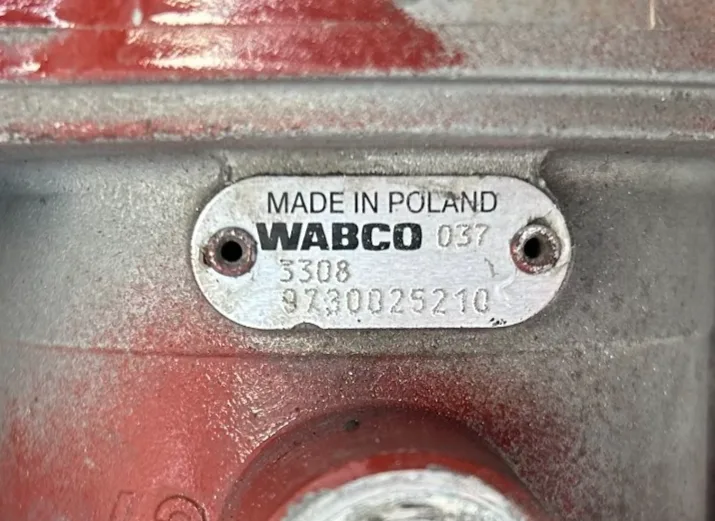 MADE IN POLAND
WABCO 037
3308
9730025210